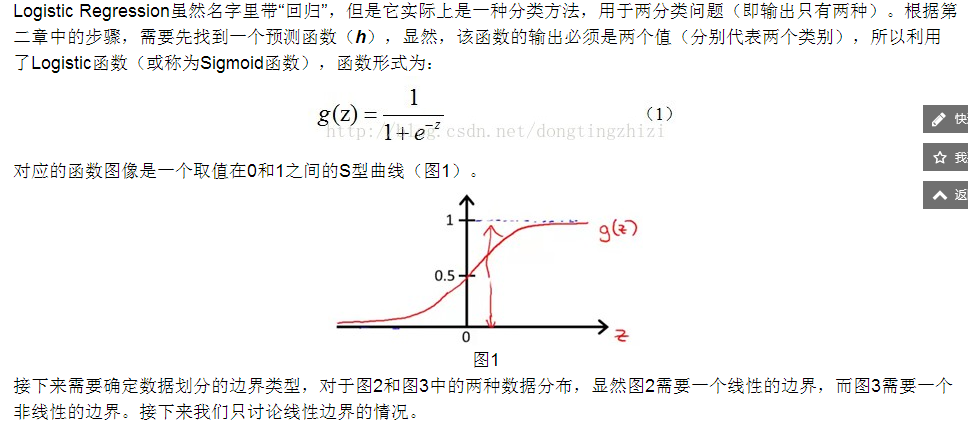 Logistic Regression虽然名字里带“回归”，但是它实际上是一种分类方法，用于两分类问题（即输出只有两种）。根据第
二章中的步骤，需要先找到一个预测函数（h），显然，该函数的输出必须是两个值（分别代表两个类别），所以利用
了Logistic函数（或称为Sigmoid函数），函数形式为：
g(z) = 1 / (1 + e^{-z}) （1）
http://blog.csdn.net/dongtingzhizi
快
对应的函数图像是一个取值在0和1之间的S型曲线（图1）。
我
返
1
g(z)
0.5
0
z
图1
接下来需要确定数据划分的边界类型，对于图2和图3中的两种数据分布，显然图2需要一个线性的边界，而图3需要一个
非线性的边界。接下来我们只讨论线性边界的情况。